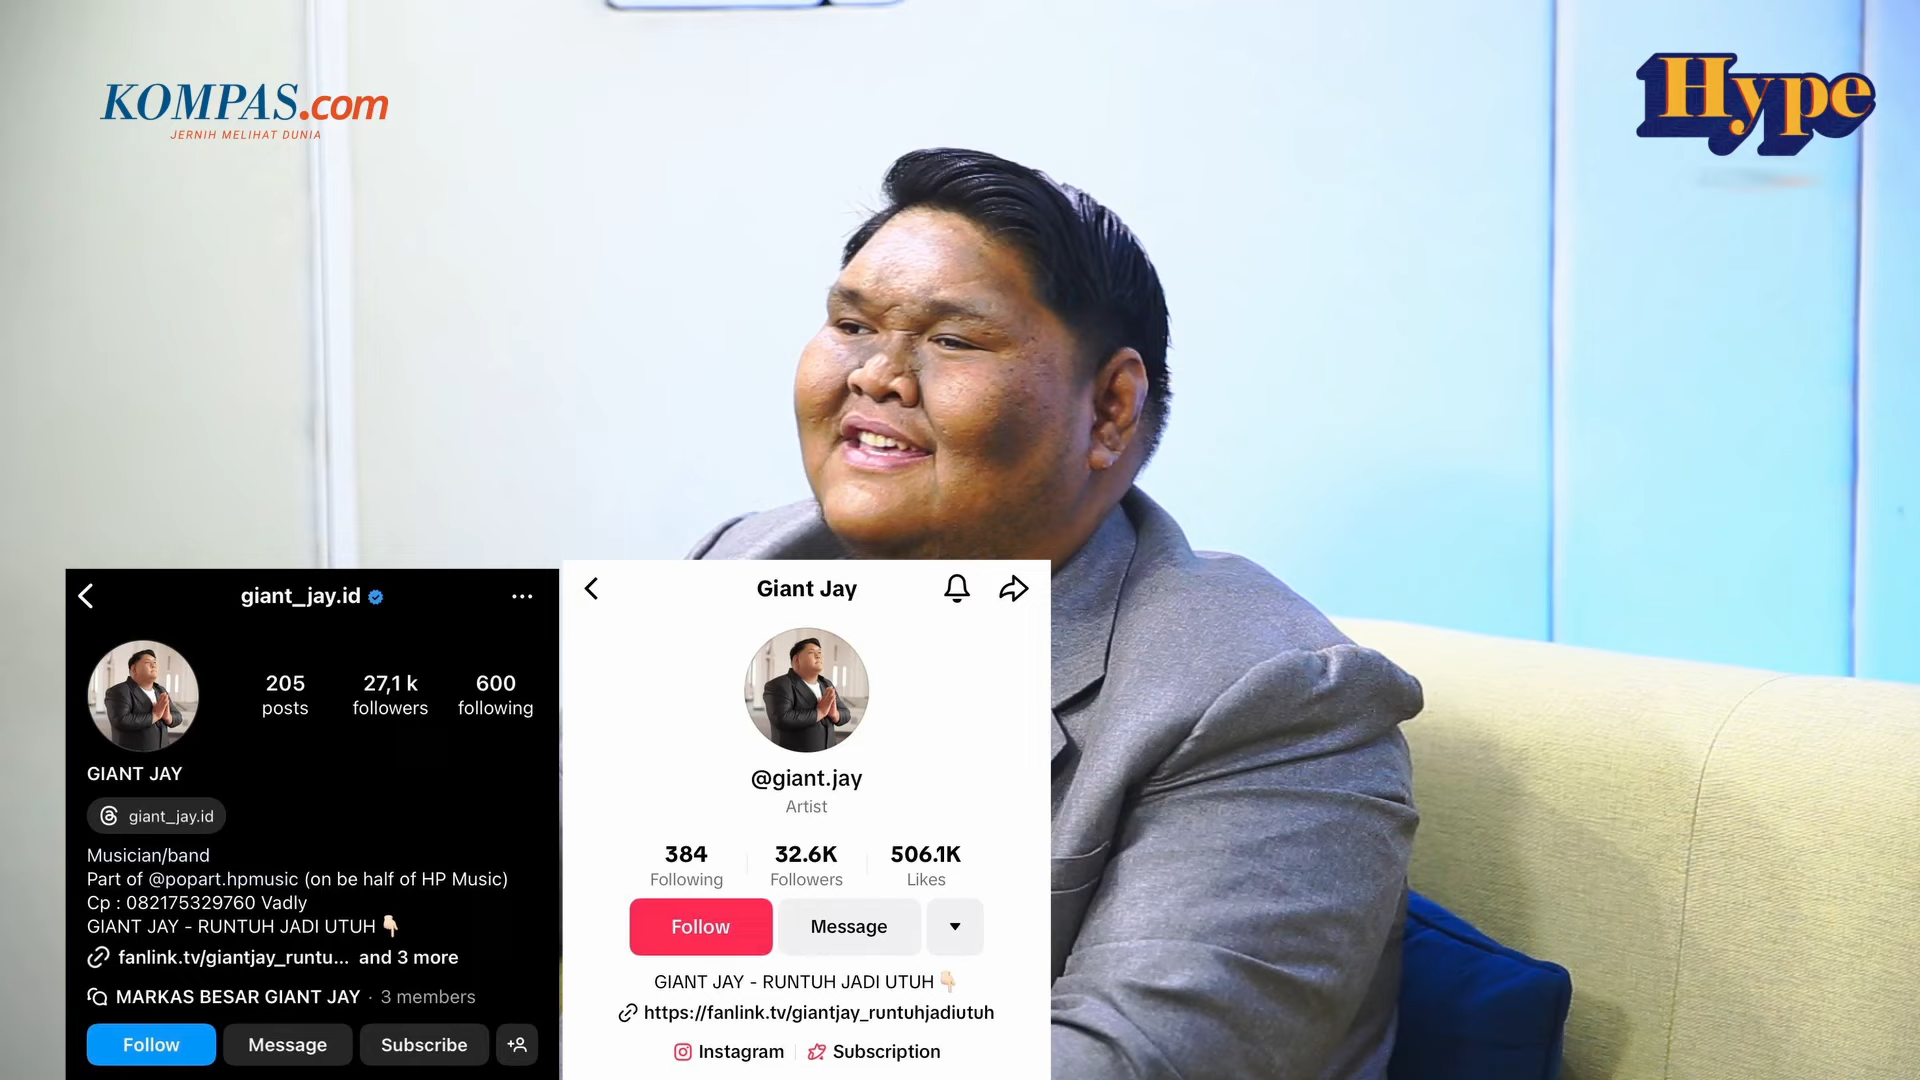 KOMPAS.com
JERNIH MELIHAT DUNIA
Hype
giant_jay.id
205 posts
27,1 k followers
600 following
GIANT JAY
giant_jay.id
Musician/band
Part of @popart.hpmusic (on be half of HP Music)
Cp : 082175329760 Vadly
GIANT JAY - RUNTUH JADI UTUH 👇🏻
fanlink.tv/giantjay_runtu... and 3 more
MARKAS BESAR GIANT JAY · 3 members
Follow
Message
Subscribe
Giant Jay
@giant.jay
Artist
384 Following
32.6K Followers
506.1K Likes
Follow
Message
GIANT JAY - RUNTUH JADI UTUH 👇🏻
https://fanlink.tv/giantjay_runtuhjadiutuh
Instagram
Subscription